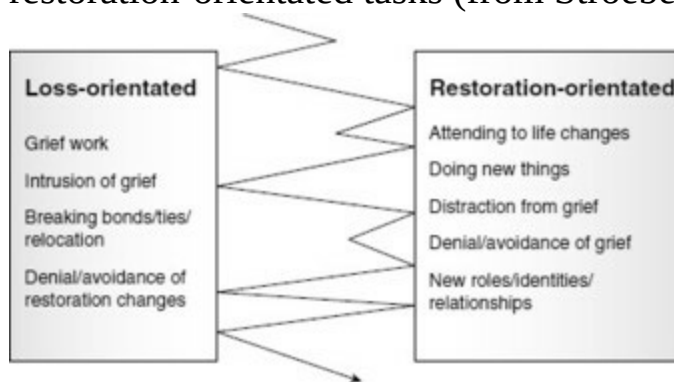 restoration-orientated tasks (from Stroebe
Loss-orientated
Grief work
Intrusion of grief
Breaking bonds/ties/
relocation
Denial/avoidance of
restoration changes
Restoration-orientated
Attending to life changes
Doing new things
Distraction from grief
Denial/avoidance of grief
New roles/identities/
relationships